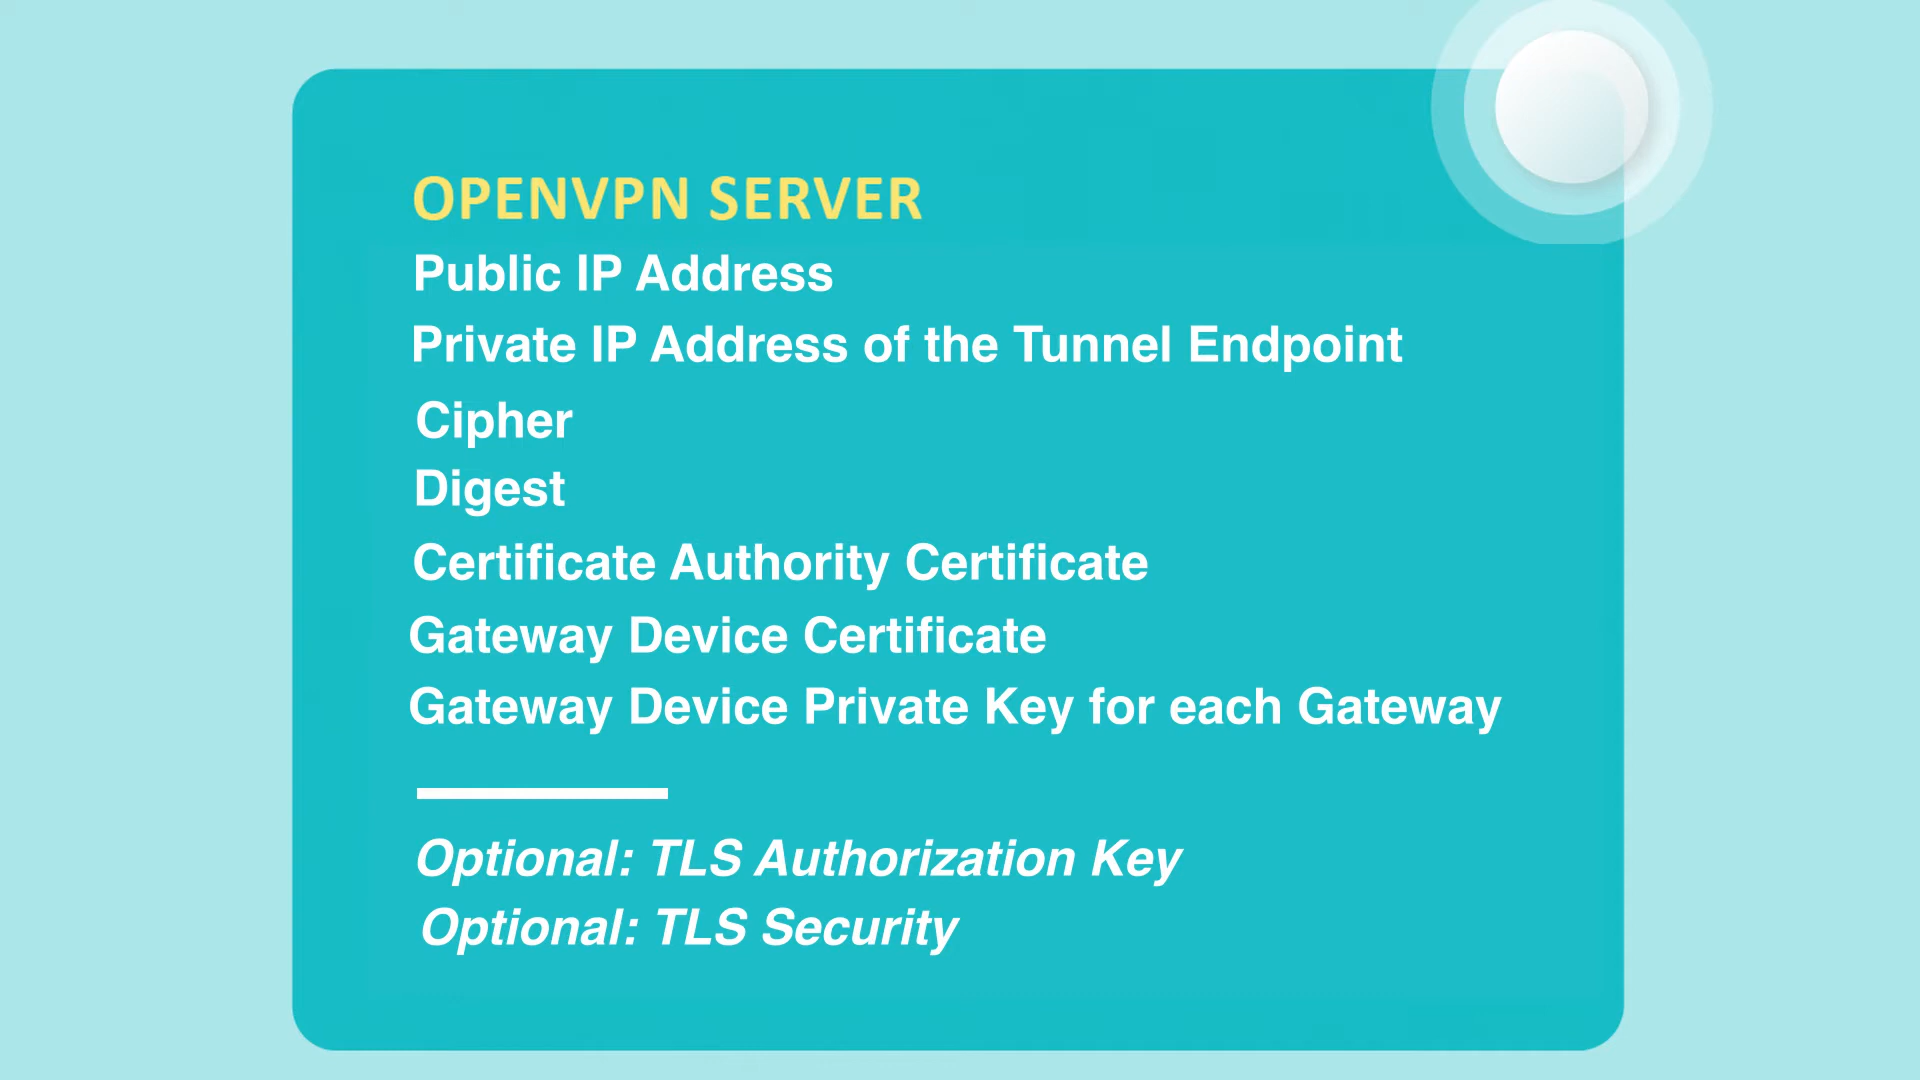 OPENVPN SERVER
Public IP Address
Private IP Address of the Tunnel Endpoint
Cipher
Digest
Certificate Authority Certificate
Gateway Device Certificate
Gateway Device Private Key for each Gateway
Optional: TLS Authorization Key
Optional: TLS Security